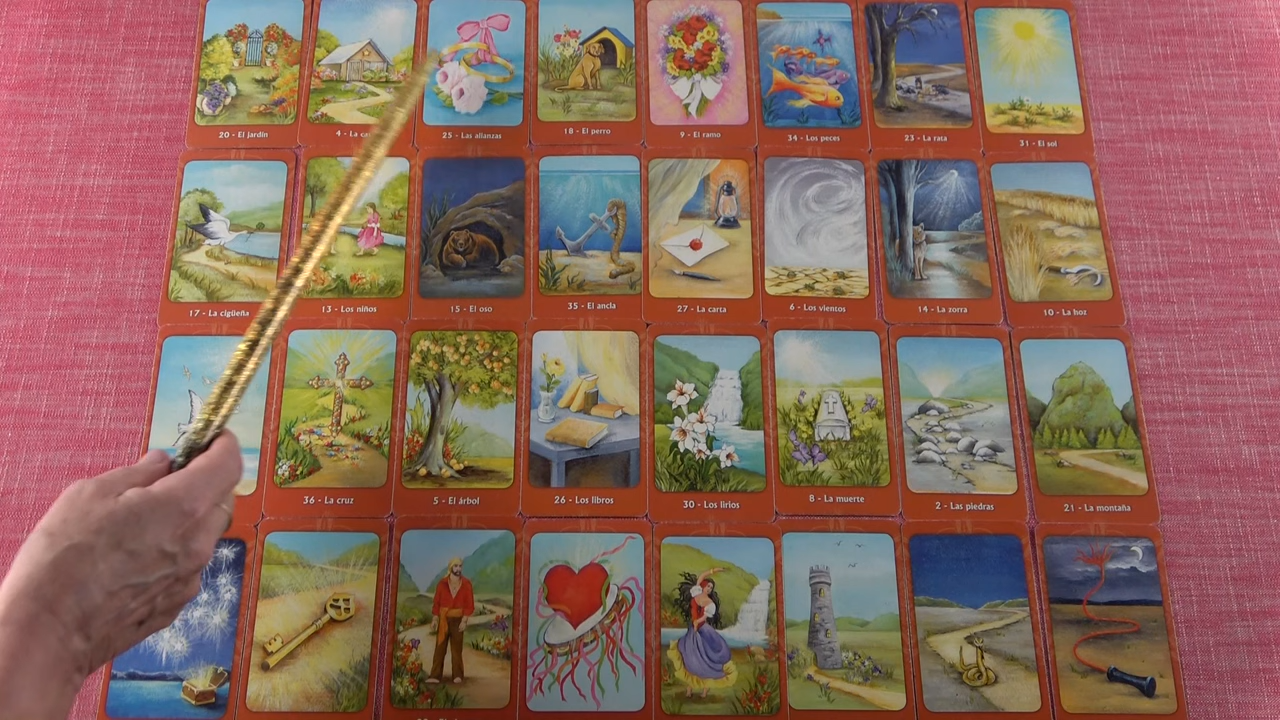 20 - El jardín
4 - La ca
25 - Las alianzas
18 - El perro
9 - El ramo
34 - Los peces
23 - La rata
31 - El sol
17 - La cigüeña
13 - Los niños
15 - El oso
35 - El ancla
27 - La carta
6 - Los vientos
14 - La zorra
10 - La hoz
36 - La cruz
5 - El árbol
26 - Los libros
30 - Los lirios
8 - La muerte
2 - Las piedras
21 - La montaña